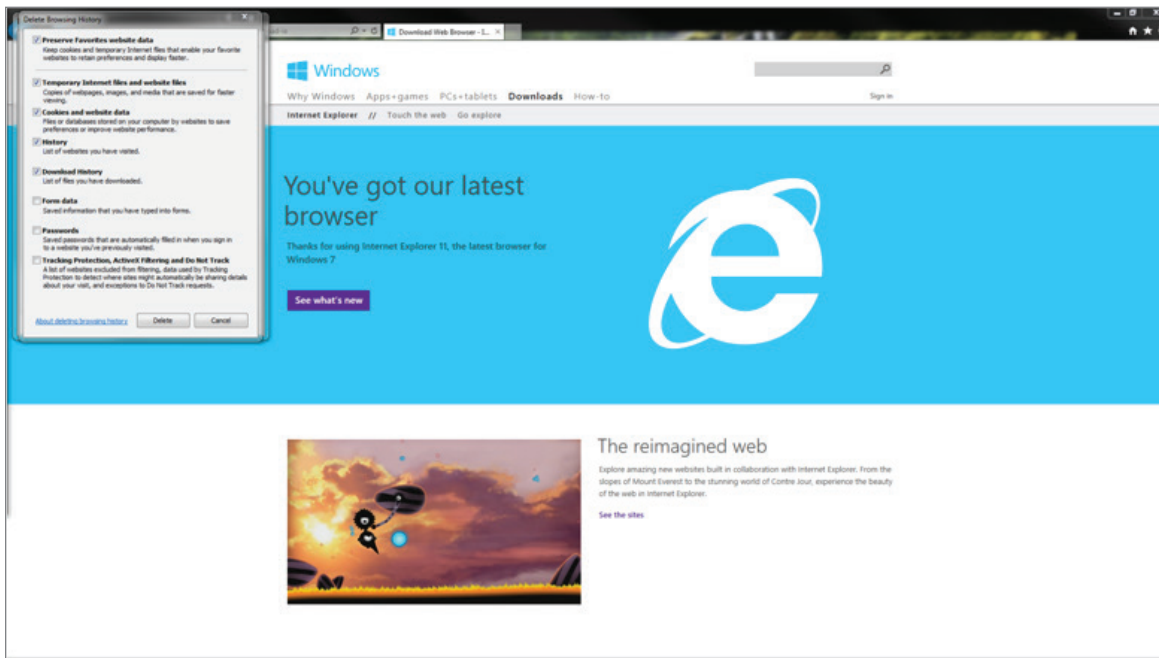 Delete Browsing History
Preserve Favorites website data
Keep cookies and temporary Internet files that enable your favorite
websites to retain preferences and display faster.
Temporary Internet files and website files
Copies of webpages, images, and media that are saved for faster
viewing.
Cookies and website data
Files or databases stored on your computer by websites to save
preferences or improve website performance.
History
List of websites you have visited.
Download History
List of files you have downloaded.
Form data
Saved information that you have typed into forms.
Passwords
Saved passwords that are automatically filled in when you sign in
to a website you've previously visited.
Tracking Protection, ActiveX Filtering and Do Not Track
A list of websites excluded from filtering, data used by Tracking
Protection to detect where sites might automatically be sharing details
about your visit, and exceptions to Do Not Track requests.
About deleting browsing history Delete Cancel
Download Web Browser - I...
Windows
Why Windows Apps+games PCs+tablets Downloads How-to Sign in
Internet Explorer // Touch the web Go explore
You've got our latest
browser
Thanks for using Internet Explorer 11, the latest browser for
Windows 7
See what's new
The reimagined web
Explore amazing new websites built in collaboration with Internet Explorer. From the
slopes of Mount Everest to the stunning world of Contre Jour, experience the beauty
of the web in Internet Explorer.
See the sites